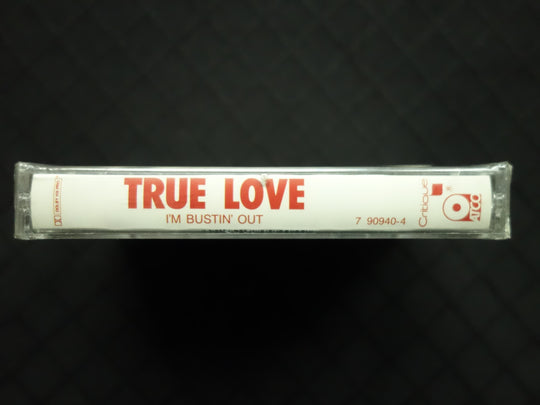 TRUE LOVE
I'M BUSTIN' OUT
7 90940-4
Critique
ATCO
®